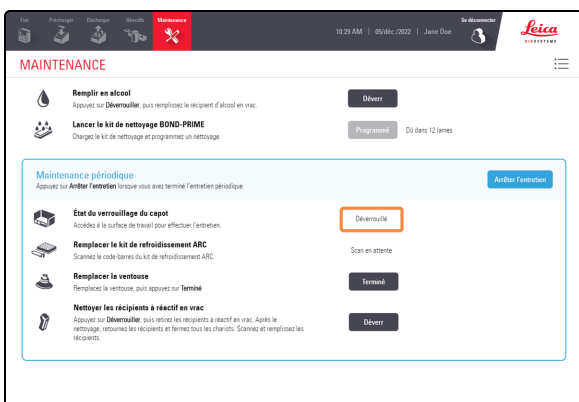 État Précharger Décharger Réactifs Maintenance
10:29 AM | 05/déc./2022 | Jane Doe
Se déconnecter
Leica
BIOSYSTEMS
MAINTENANCE
Remplir en alcool
Appuyez sur Déverrouiller, puis remplissez le récipient d'alcool en vrac.
Déverr
Lancer le kit de nettoyage BOND-PRIME
Chargez le kit de nettoyage et programmez un nettoyage.
Programmé
Dû dans 12 lames
Maintenance périodique
Appuyez sur Arrêter l'entretien lorsque vous avez terminé l'entretien périodique.
Arrêter l'entretien
État du verrouillage du capot
Accédez à la surface de travail pour effectuer l'entretien.
Déverrouillé
Remplacer le kit de refroidissement ARC
Scannez le code-barres du kit de refroidissement ARC.
Scan en attente
Remplacer la ventouse
Remplacez la ventouse, puis appuyez sur Terminé
Terminé
Nettoyer les récipients à réactif en vrac
Appuyez sur Déverrouiller, puis retirez les récipients à réactif en vrac. Après le
nettoyage, retournez les récipients et fermez tous les chariots. Scannez et remplissez les
récipients.
Déverr